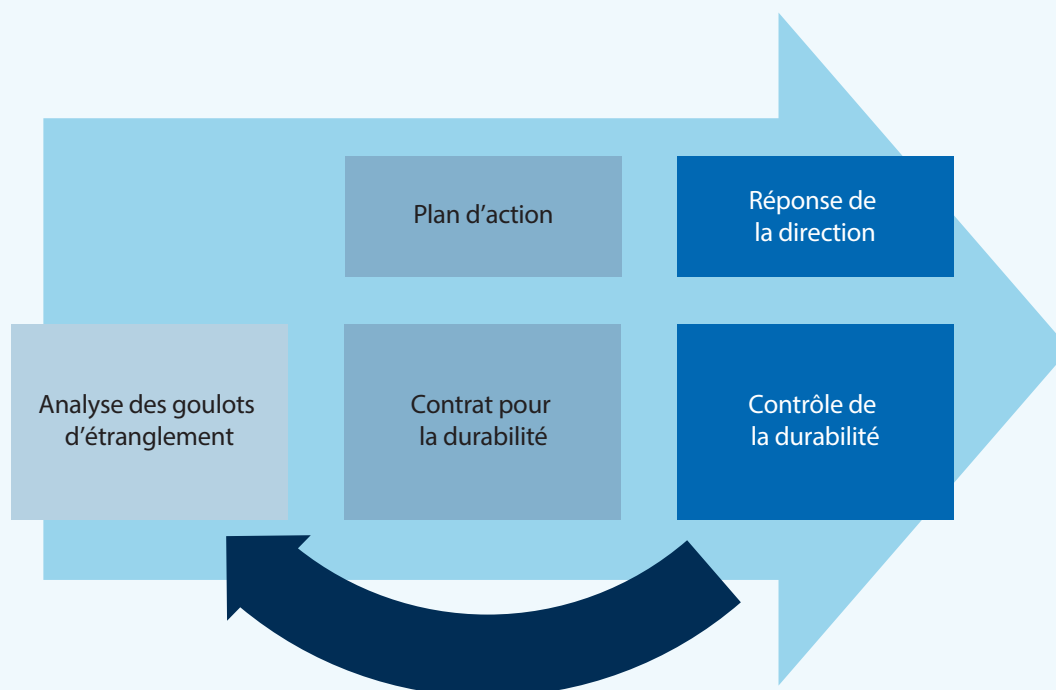 Plan d’action
Réponse de
la direction
Analyse des goulots
d’étranglement
Contrat pour
la durabilité
Contrôle de
la durabilité